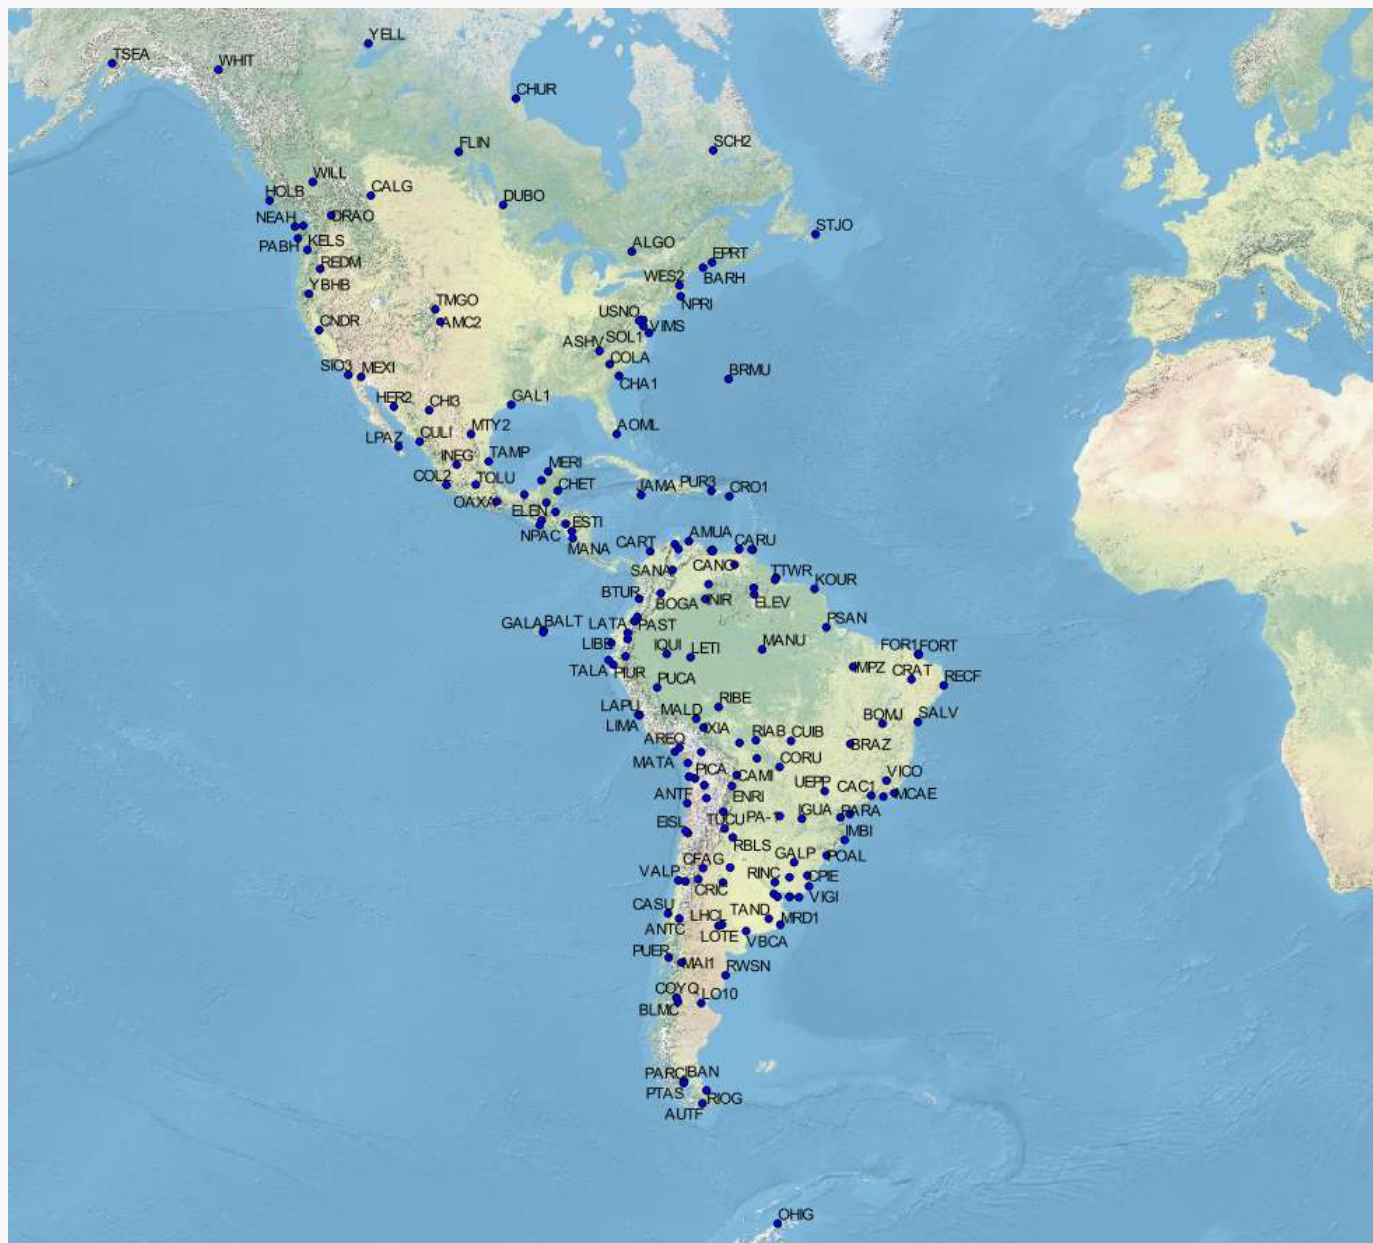 YELL
TSEA
WHIT
CHUR
SCH2
FLIN
WILL
CALG
HOLB
DUBO
NEAH
DRAO
STJO
PABH
KELS
ALGO
EPRT
REDM
BARH
YBHB
WES2
NPRI
TMGO
USNO
CNDR
AMC2
VIMS
SOL1
ASHV
COLA
SIO3
MEXI
CHA1
BRMU
HER2
CHI3
GAL1
MTY2
AOML
LPAZ
CULI
TAMP
INEG
MERI
COL2
TOLU
CHET
JAMA
PUR3
CRO1
OAXA
ELEN
ESTI
NPAC
MANA
CART
AMUA
CARU
SANA
CANO
TTWR
KOUR
BTUR
BOGA
ELEV
GALA
BALT
LATA
PAST
PSAN
LIBE
IQUI
LETI
MANU
FOR1
FORT
TALA
PIUR
IMPZ
CRAT
RECF
PUCA
LAPU
RIBE
LIMA
MALD
BOMJ
SALV
AREQ
RIAB
CUIB
BRAZ
MATA
PICA
CAMI
CORU
VICO
UEPP
CAC1
MCAE
ANTF
ENRI
EISL
TUCU
IGUA
PARA
IMBI
RBLS
CFAG
GALP
POAL
VALP
CRIC
RINC
CPIE
VIGI
CASU
ANTC
LHCL
TAND
MRD1
LOTE
VBCA
PUER
MAI1
RWSN
COYQ
LO10
BLMC
PARC
IBAN
PTAS
RIOG
AUTF
OHIG